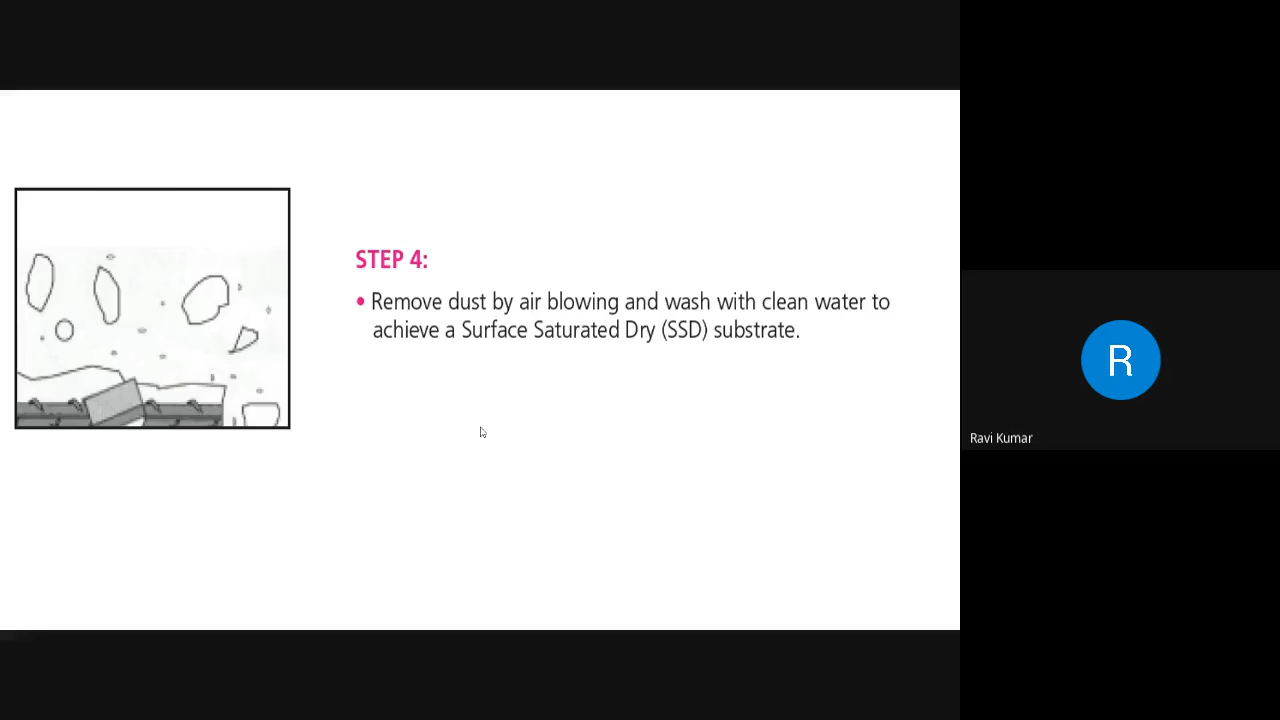 STEP 4:
• Remove dust by air blowing and wash with clean water to
achieve a Surface Saturated Dry (SSD) substrate.
R
Ravi Kumar